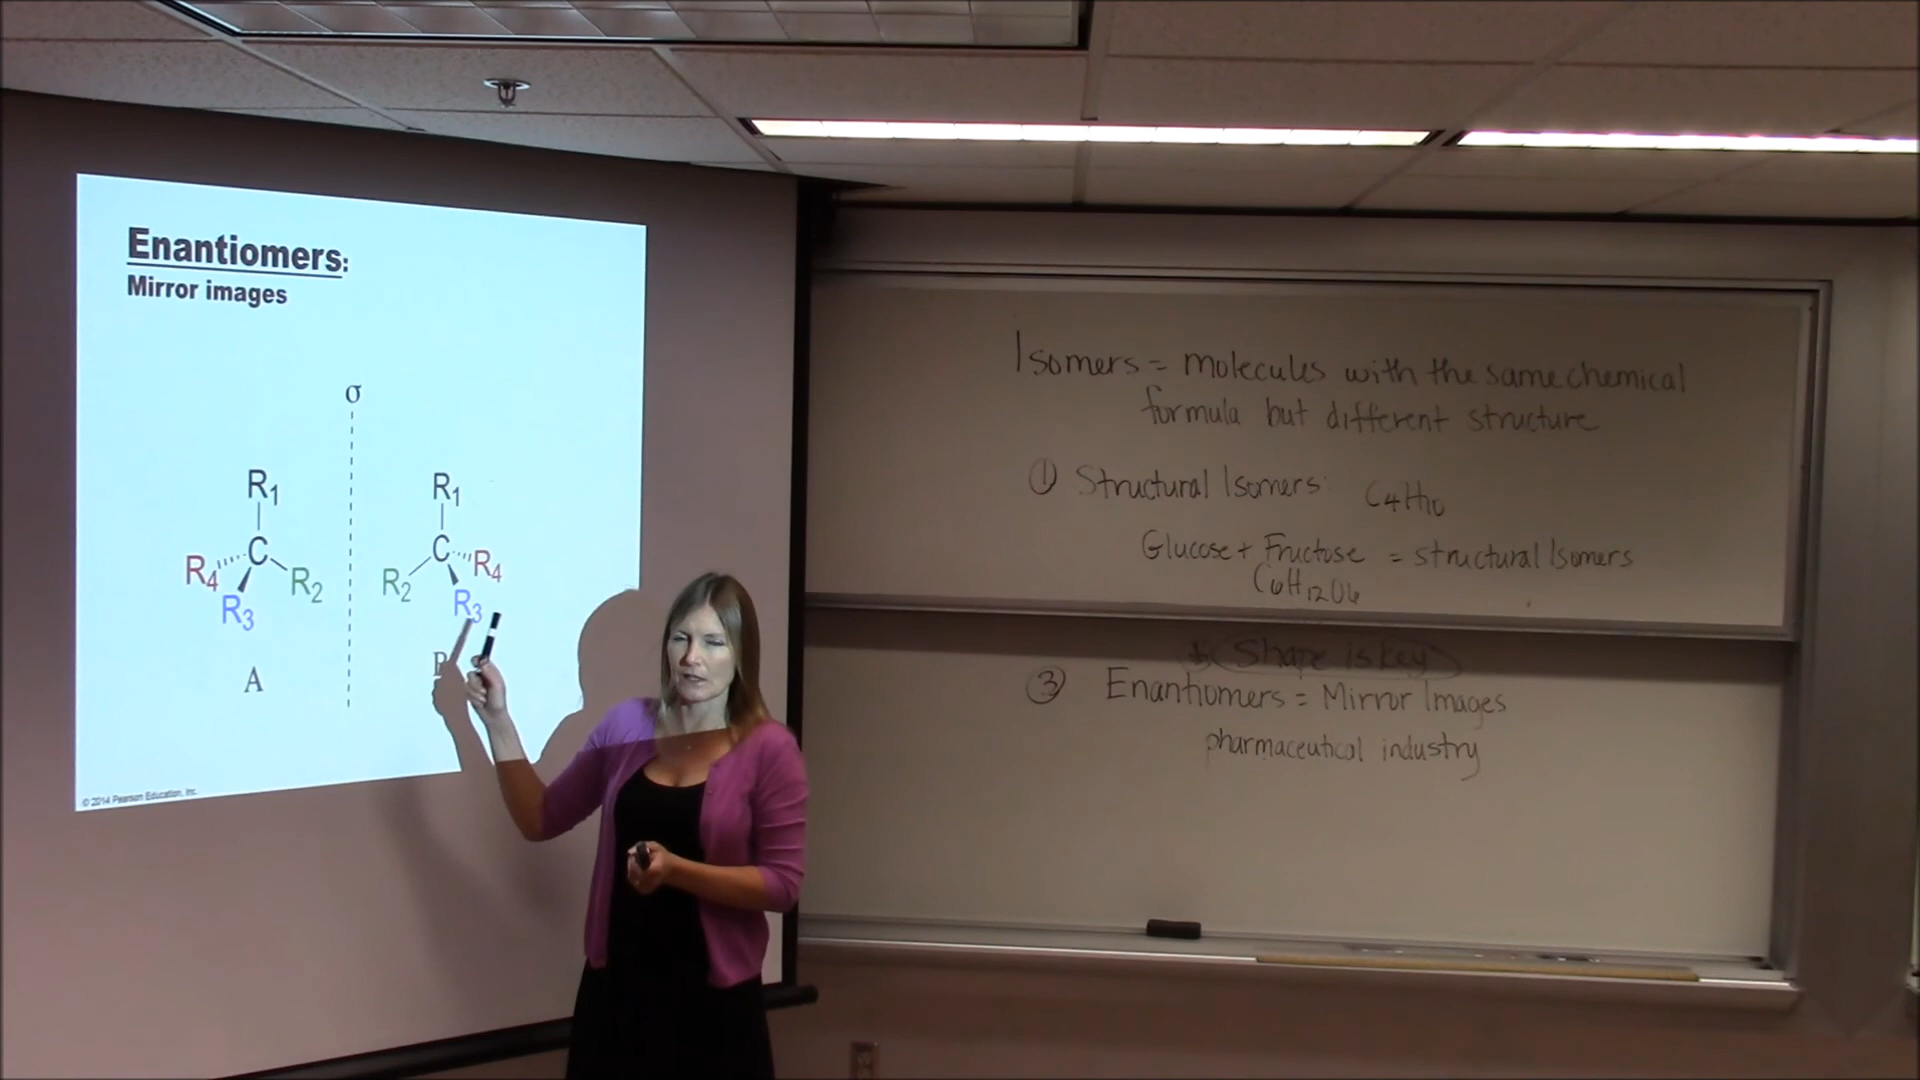 Enantiomers:
Mirror images
σ
R1
C
R4
R2
R3
A
R1
C
R2
R4
R3
© 2014 Pearson Education, Inc.
Isomers = molecules with the same chemical
formula but different structure
① Structural Isomers: C4H10
Glucose + Fructose = structural Isomers
C6H12O6
Shape is key
③ Enantiomers = Mirror Images
pharmaceutical industry